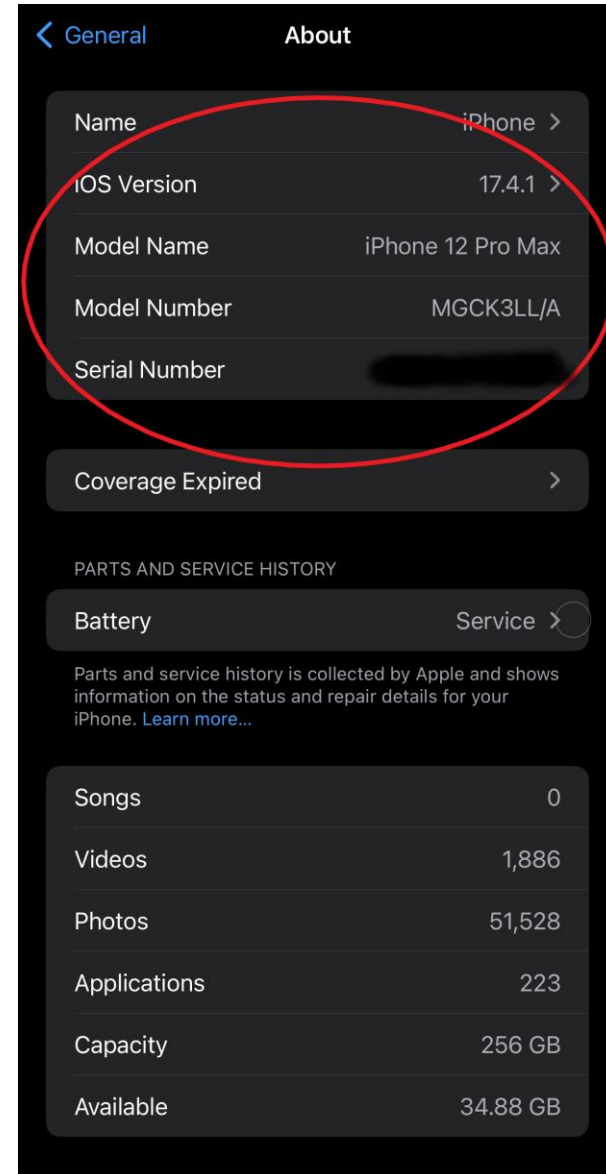 General About
Name iPhone
iOS Version 17.4.1
Model Name iPhone 12 Pro Max
Model Number MGCK3LL/A
Serial Number
Coverage Expired
PARTS AND SERVICE HISTORY
Battery Service
Parts and service history is collected by Apple and shows
information on the status and repair details for your
iPhone. Learn more...
Songs 0
Videos 1,886
Photos 51,528
Applications 223
Capacity 256 GB
Available 34.88 GB